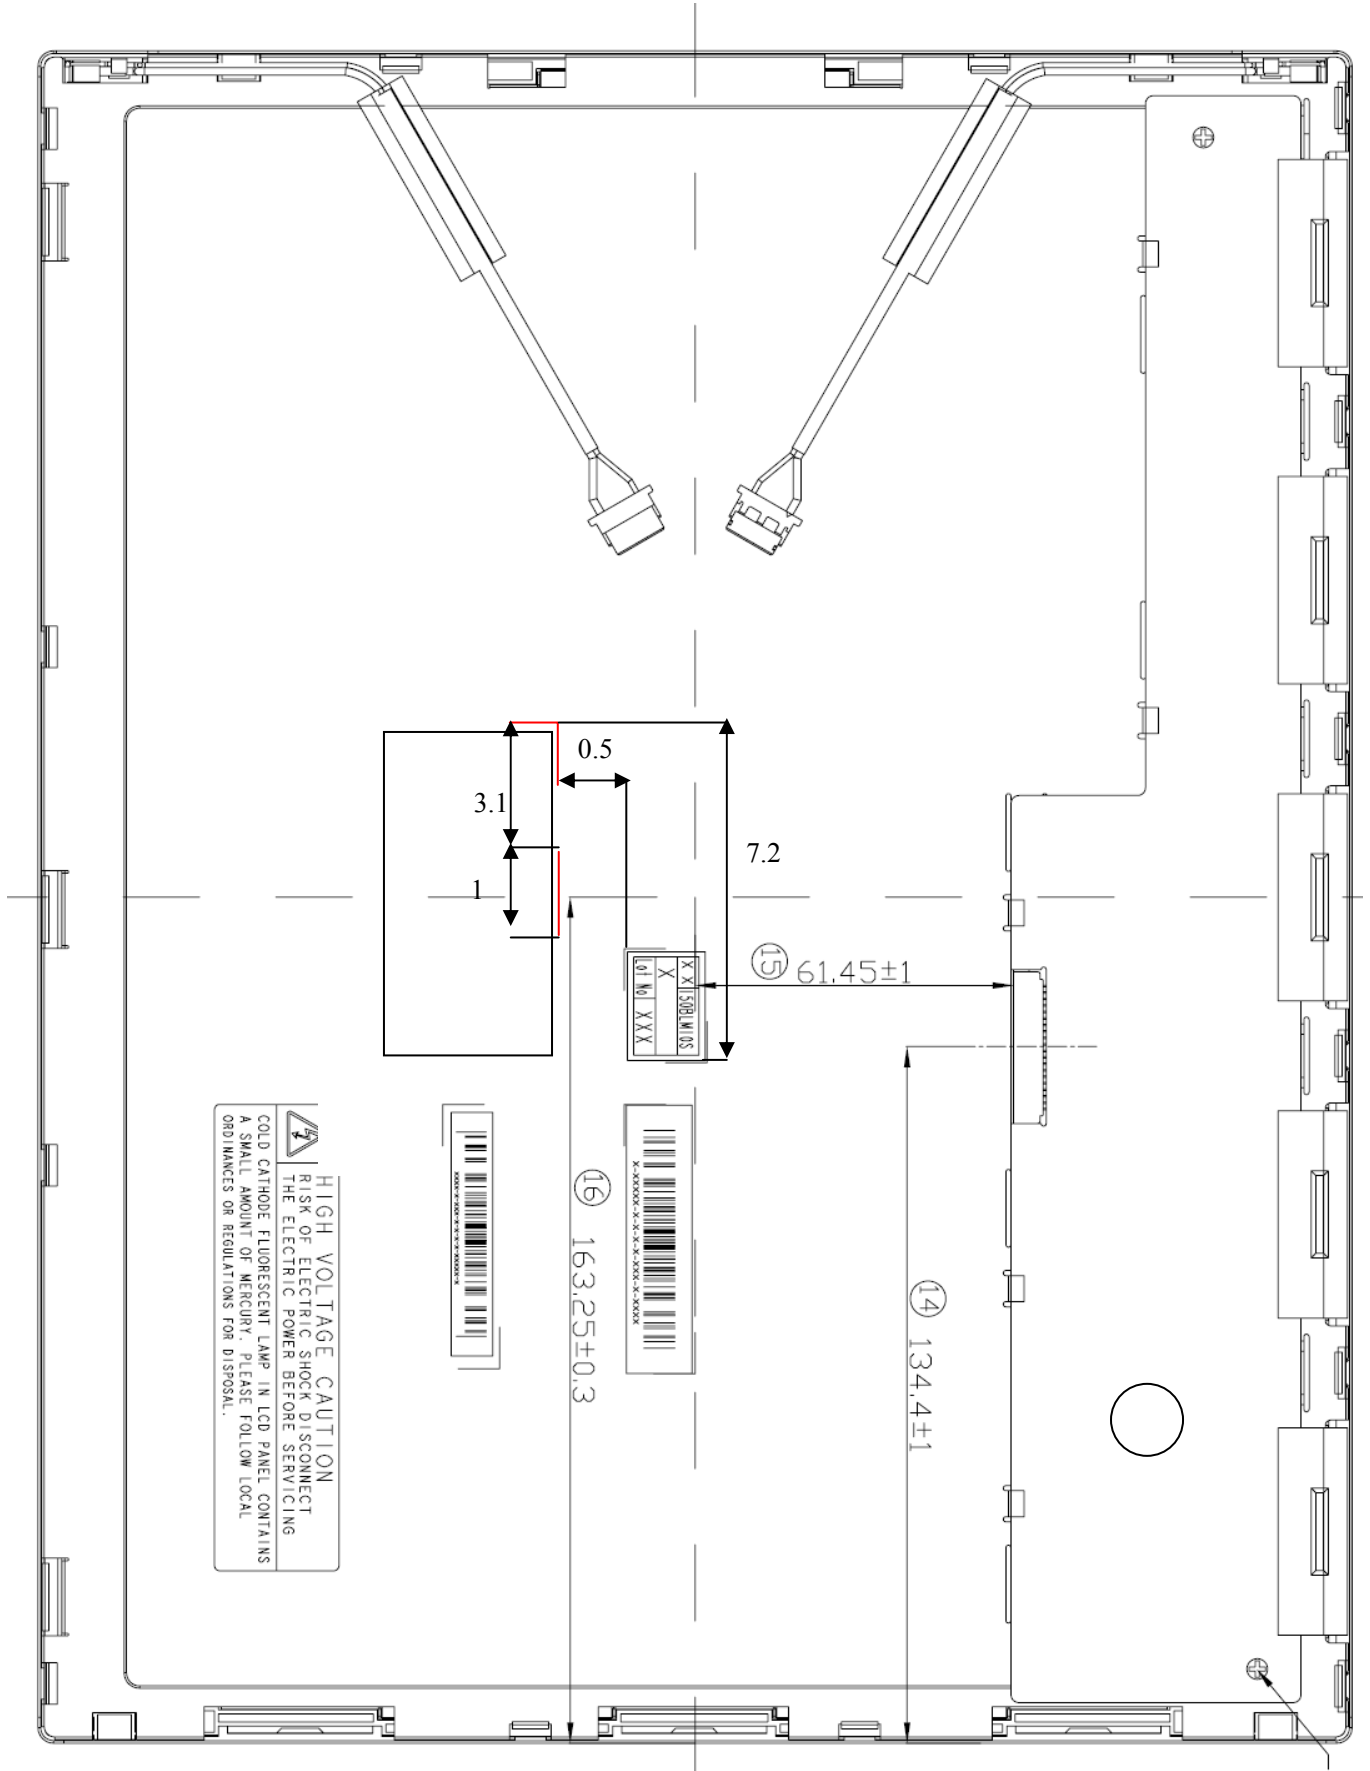 0.5
3.1
7.2
1
⑮ 61.45±1
X X 150BLM10S
X
Lot No XXX
⑯ 163.25±0.3
⑭ 134.4±1
X-XXXXX-X-X-X-XXX-X-XXXX
HIGH VOLTAGE CAUTION
RISK OF ELECTRIC SHOCK DISCONNECT
THE ELECTRIC POWER BEFORE SERVICING
COLD CATHODE FLUORESCENT LAMP IN LCD PANEL CONTAINS
A SMALL AMOUNT OF MERCURY. PLEASE FOLLOW LOCAL
ORDINANCES OR REGULATIONS FOR DISPOSAL.